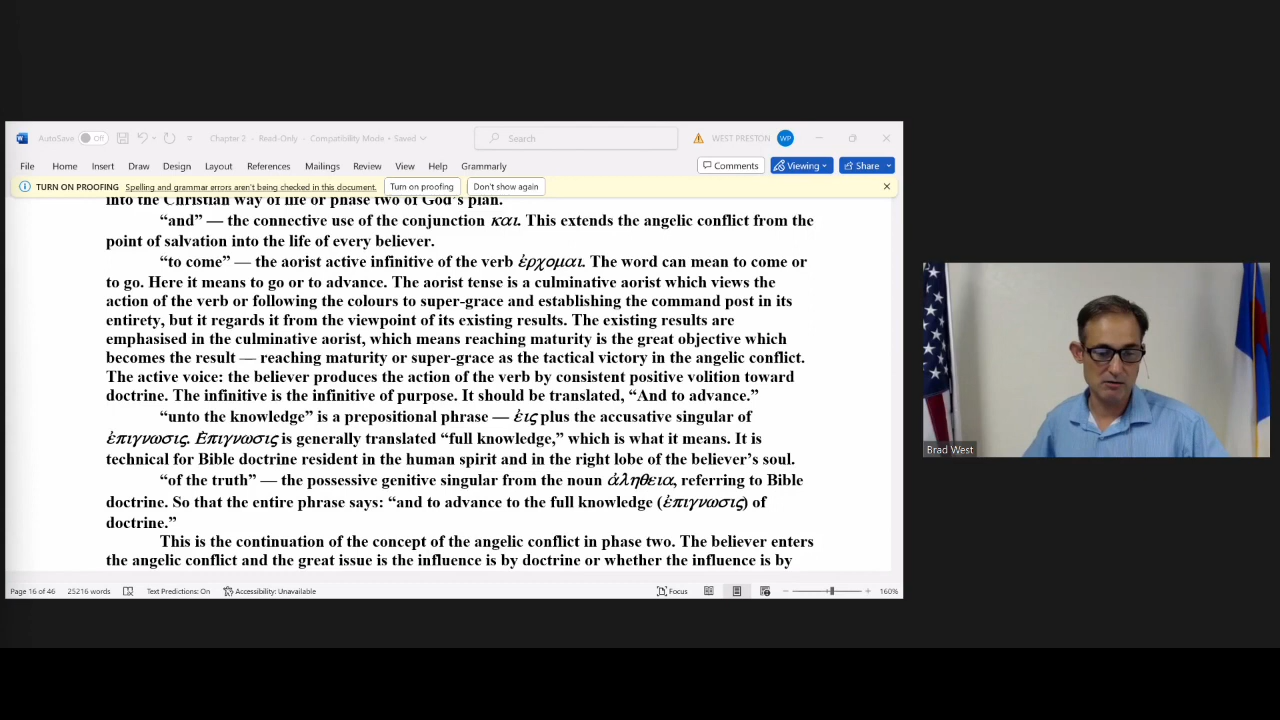 AutoSave Off Chapter 2 - Read-Only - Compatibility Mode • Saved Search WEST PRESTON WP
File Home Insert Draw Design Layout References Mailings Review View Help Grammarly Comments Viewing Share
TURN ON PROOFING Spelling and grammar errors aren't being checked in this document. Turn on proofing Don't show again
into the Christian way of life or phase two of God's plan.
“and” — the connective use of the conjunction και. This extends the angelic conflict from the
point of salvation into the life of every believer.
“to come” — the aorist active infinitive of the verb ἐρχομαι. The word can mean to come or
to go. Here it means to go or to advance. The aorist tense is a culminative aorist which views the
action of the verb or following the colours to super-grace and establishing the command post in its
entirety, but it regards it from the viewpoint of its existing results. The existing results are
emphasised in the culminative aorist, which means reaching maturity is the great objective which
becomes the result — reaching maturity or super-grace as the tactical victory in the angelic conflict.
The active voice: the believer produces the action of the verb by consistent positive volition toward
doctrine. The infinitive is the infinitive of purpose. It should be translated, “And to advance.”
“unto the knowledge” is a prepositional phrase — ἐις plus the accusative singular of
ἐπιγνωσις. Ἐπιγνωσις is generally translated “full knowledge,” which is what it means. It is
technical for Bible doctrine resident in the human spirit and in the right lobe of the believer’s soul.
“of the truth” — the possessive genitive singular from the noun ἀληθεια, referring to Bible
doctrine. So that the entire phrase says: “and to advance to the full knowledge (ἐπιγνωσις) of
doctrine.”
This is the continuation of the concept of the angelic conflict in phase two. The believer enters
the angelic conflict and the great issue is the influence is by doctrine or whether the influence is by
Page 16 of 46 25216 words Text Predictions: On Accessibility: Unavailable Focus 160%
Brad West